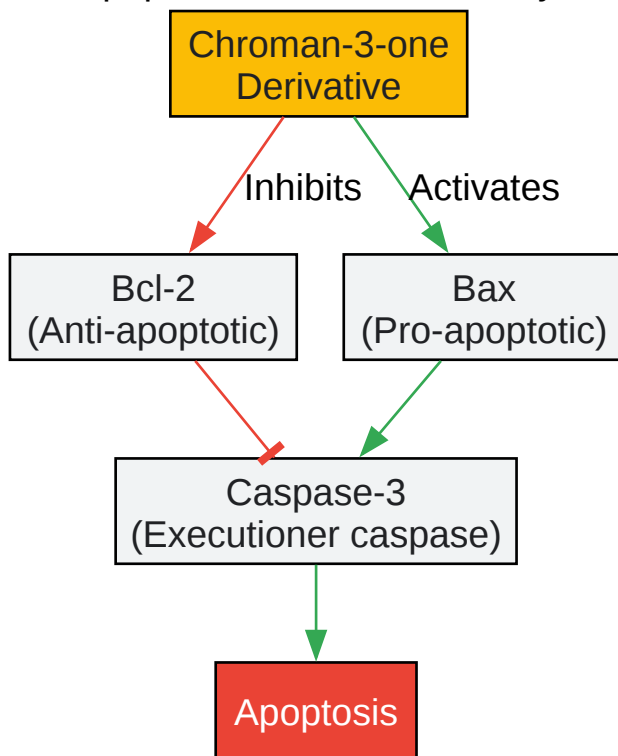 Chroman-3-one
Derivative
Inhibits
Activates
Bcl-2
(Anti-apoptotic)
Bax
(Pro-apoptotic)
Caspase-3
(Executioner caspase)
Apoptosis